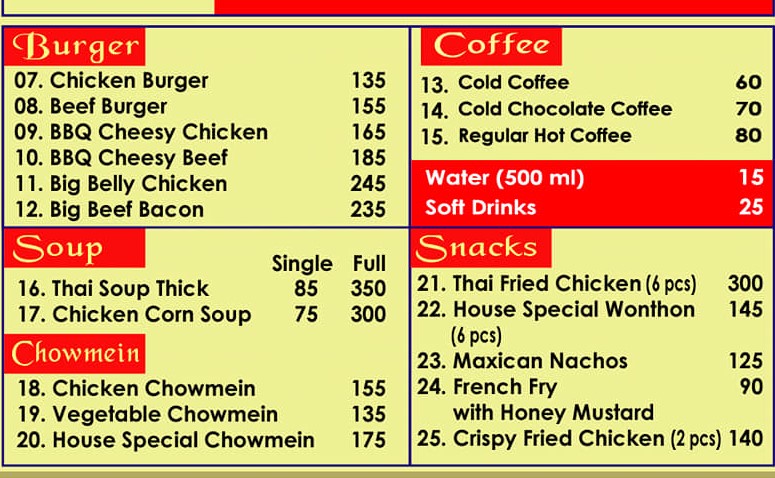 Burger
07. Chicken Burger 135
08. Beef Burger 155
09. BBQ Cheesy Chicken 165
10. BBQ Cheesy Beef 185
11. Big Belly Chicken 245
12. Big Beef Bacon 235
Coffee
13. Cold Coffee 60
14. Cold Chocolate Coffee 70
15. Regular Hot Coffee 80
Water (500 ml) 15
Soft Drinks 25
Soup
Single Full
16. Thai Soup Thick 85 350
17. Chicken Corn Soup 75 300
Chowmein
18. Chicken Chowmein 155
19. Vegetable Chowmein 135
20. House Special Chowmein 175
Snacks
21. Thai Fried Chicken (6 pcs) 300
22. House Special Wonthon 145
(6 pcs)
23. Maxican Nachos 125
24. French Fry 90
with Honey Mustard
25. Crispy Fried Chicken (2 pcs) 140